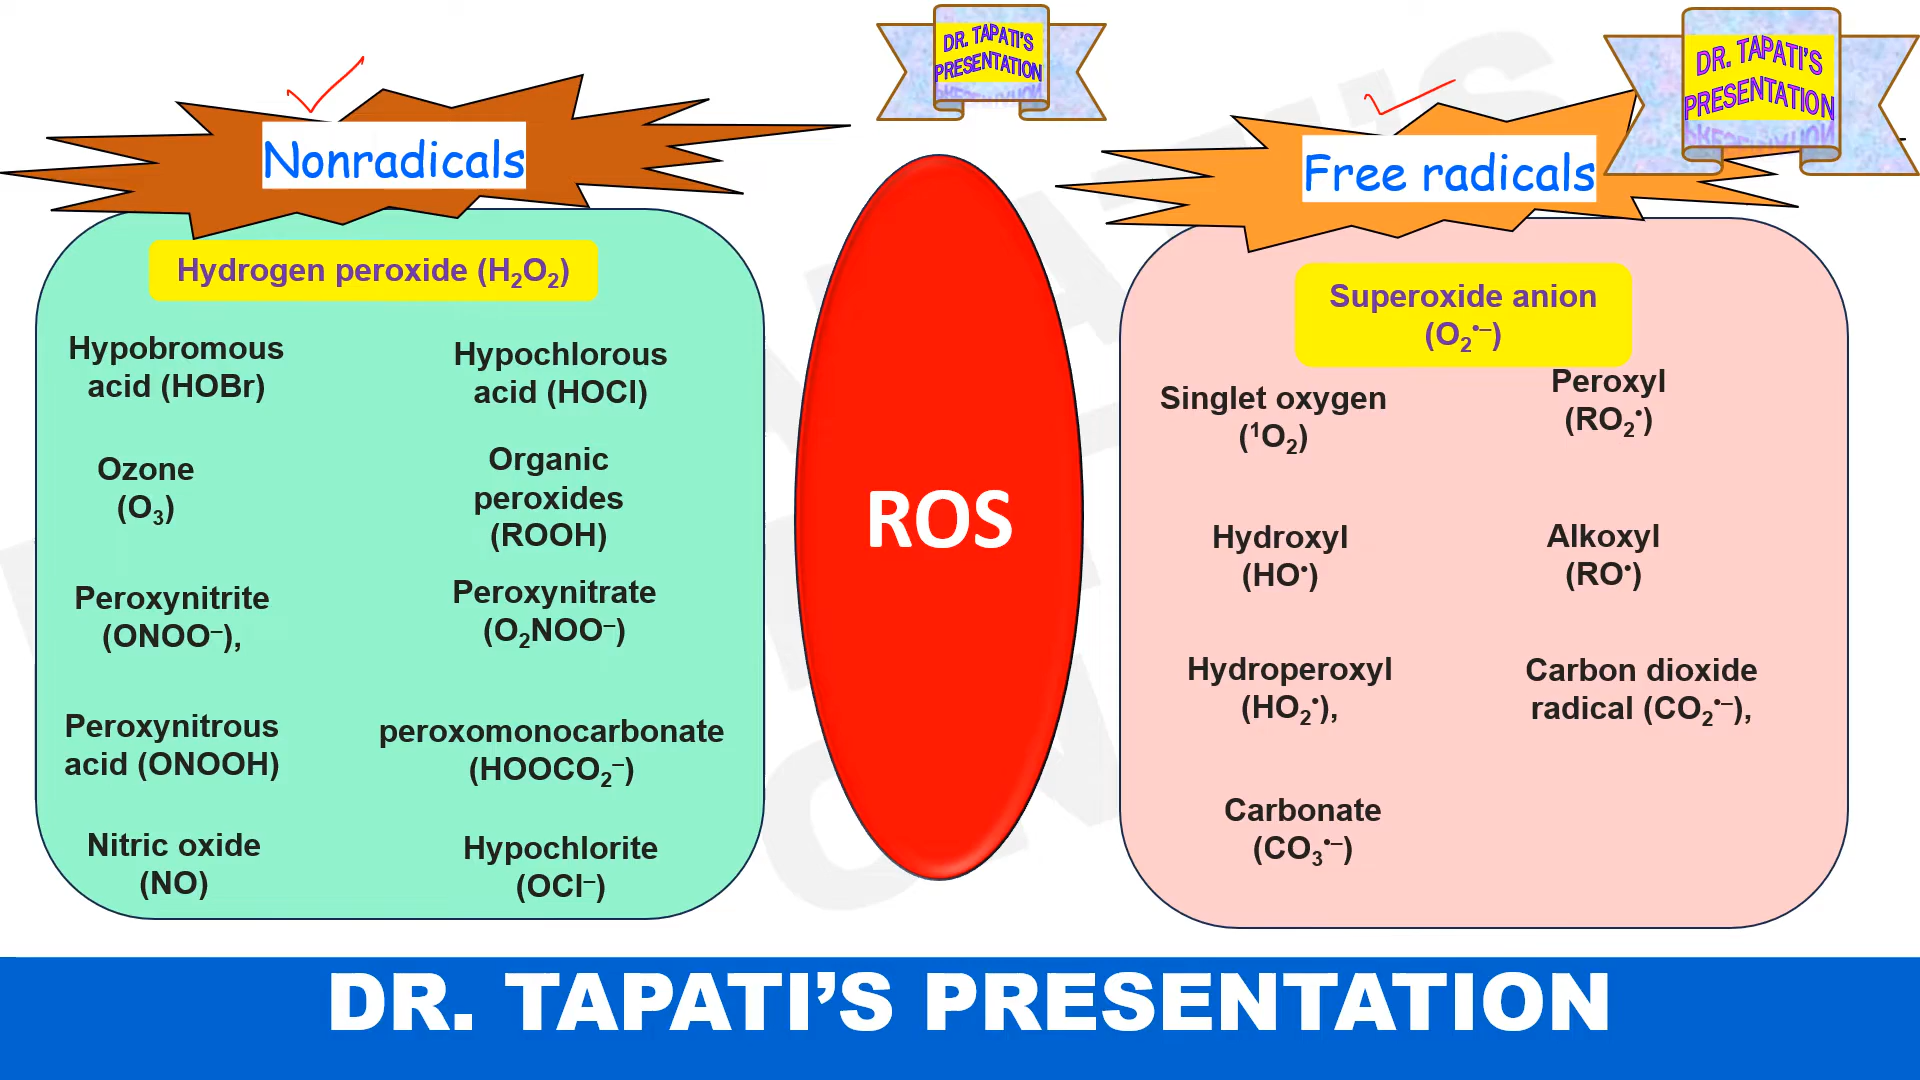 DR. TAPATI'S
PRESENTATION
DR. TAPATI'S
PRESENTATION
Nonradicals
Hydrogen peroxide (H₂O₂)
Hypobromous
acid (HOBr)
Hypochlorous
acid (HOCl)
Ozone
(O₃)
Organic
peroxides
(ROOH)
Peroxynitrite
(ONOO⁻),
Peroxynitrate
(O₂NOO⁻)
Peroxynitrous
acid (ONOOH)
peroxomonocarbonate
(HOOCO₂⁻)
Nitric oxide
(NO)
Hypochlorite
(OCl⁻)
ROS
Free radicals
Superoxide anion
(O₂•⁻)
Singlet oxygen
(¹O₂)
Peroxyl
(RO₂•)
Hydroxyl
(HO•)
Alkoxyl
(RO•)
Hydroperoxyl
(HO₂•),
Carbon dioxide
radical (CO₂•⁻),
Carbonate
(CO₃•⁻)
DR. TAPATI’S PRESENTATION